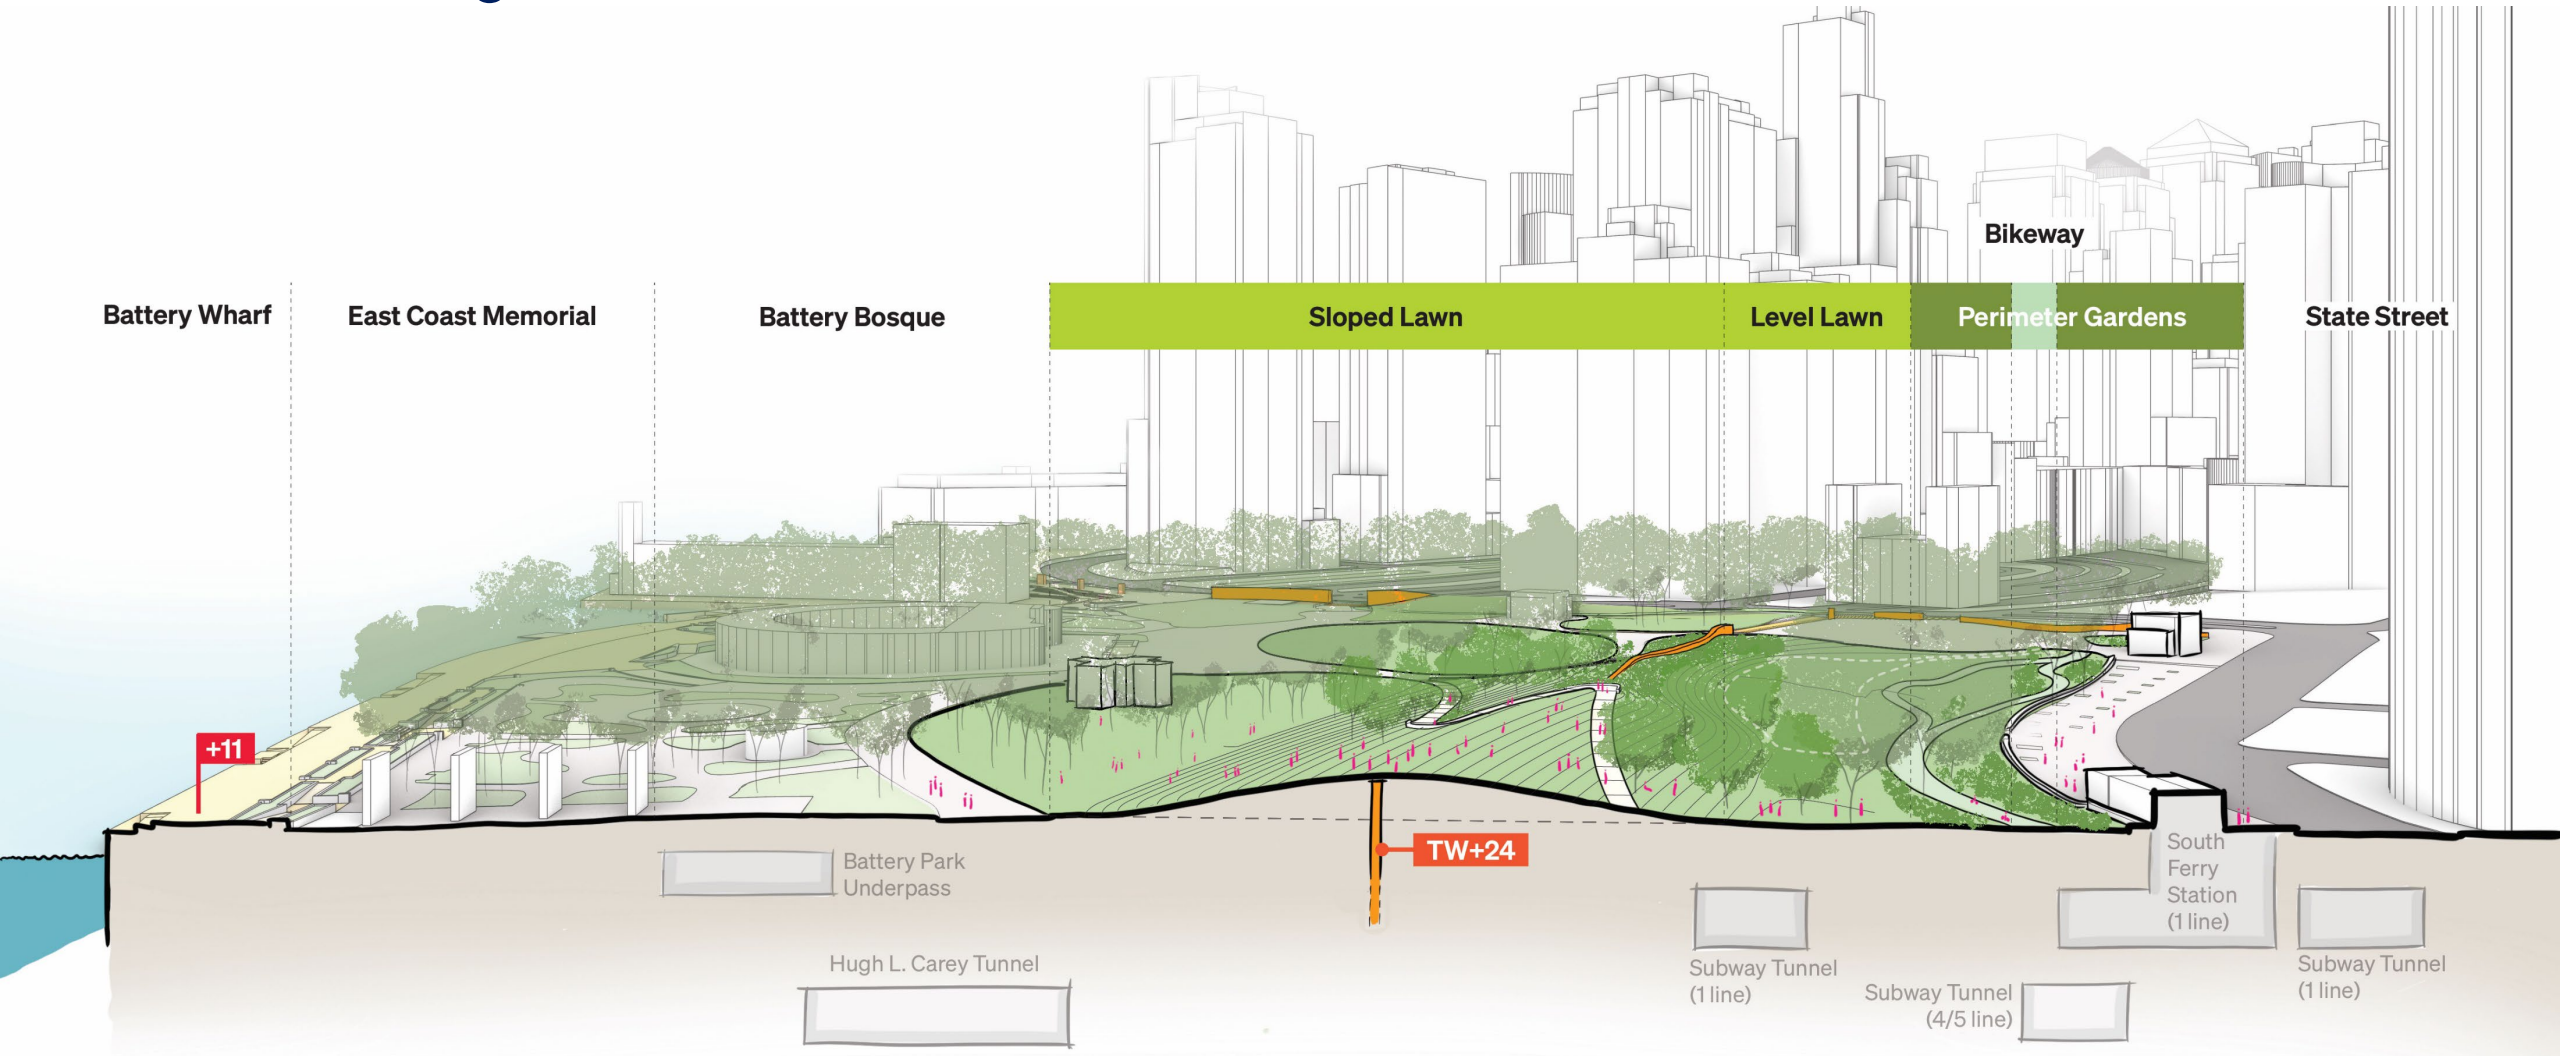 Bikeway
Battery Wharf
East Coast Memorial
Battery Bosque
Sloped Lawn
Level Lawn
Perimeter Gardens
State Street
+11
TW+24
Battery Park
Underpass
Hugh L. Carey Tunnel
Subway Tunnel
(1 line)
Subway Tunnel
(4/5 line)
South
Ferry
Station
(1 line)
Subway Tunnel
(1 line)